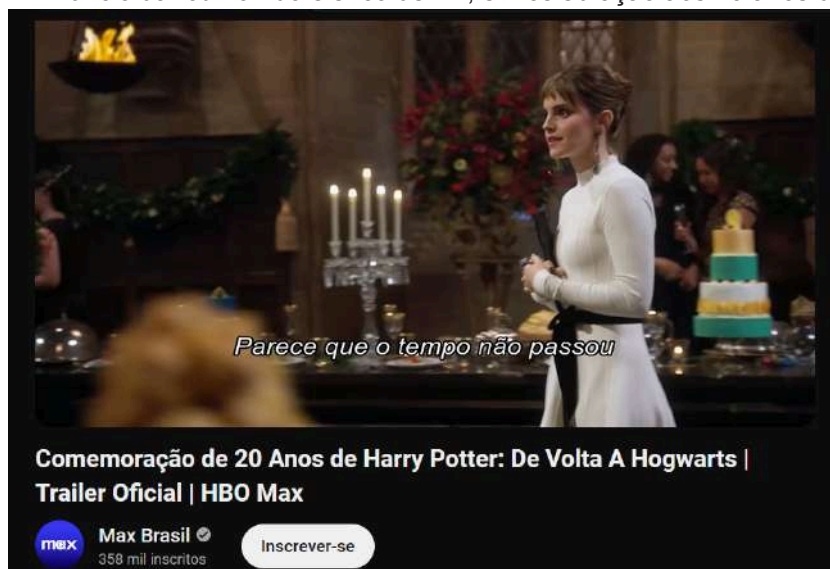 Parece que o tempo não passou
Comemoração de 20 Anos de Harry Potter: De Volta A Hogwarts |
Trailer Oficial | HBO Max
max
Max Brasil
358 mil inscritos
Inscrever-se